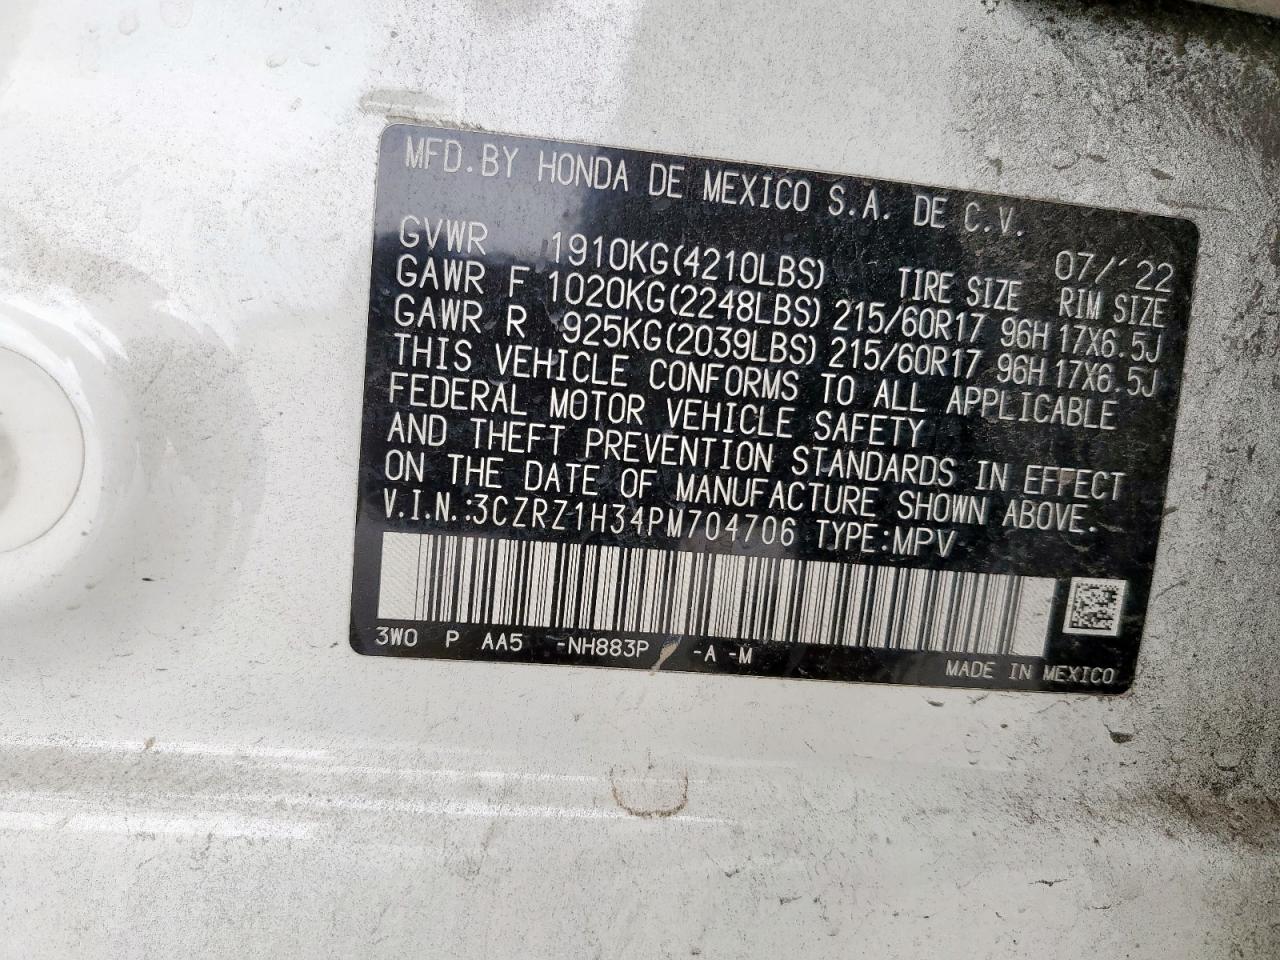 MFD.BY HONDA DE MEXICO S.A. DE C.V.
07/'22
GVWR 1910KG(4210LBS) TIRE SIZE RIM SIZE
GAWR F 1020KG(2248LBS) 215/60R17 96H 17X6.5J
GAWR R 925KG(2039LBS) 215/60R17 96H 17X6.5J
THIS VEHICLE CONFORMS TO ALL APPLICABLE
FEDERAL MOTOR VEHICLE SAFETY
AND THEFT PREVENTION STANDARDS IN EFFECT
ON THE DATE OF MANUFACTURE SHOWN ABOVE.
V.I.N.:3CZRZ1H34PM704706 TYPE:MPV
3W0 P AA5 -NH883P -A -M
MADE IN MEXICO